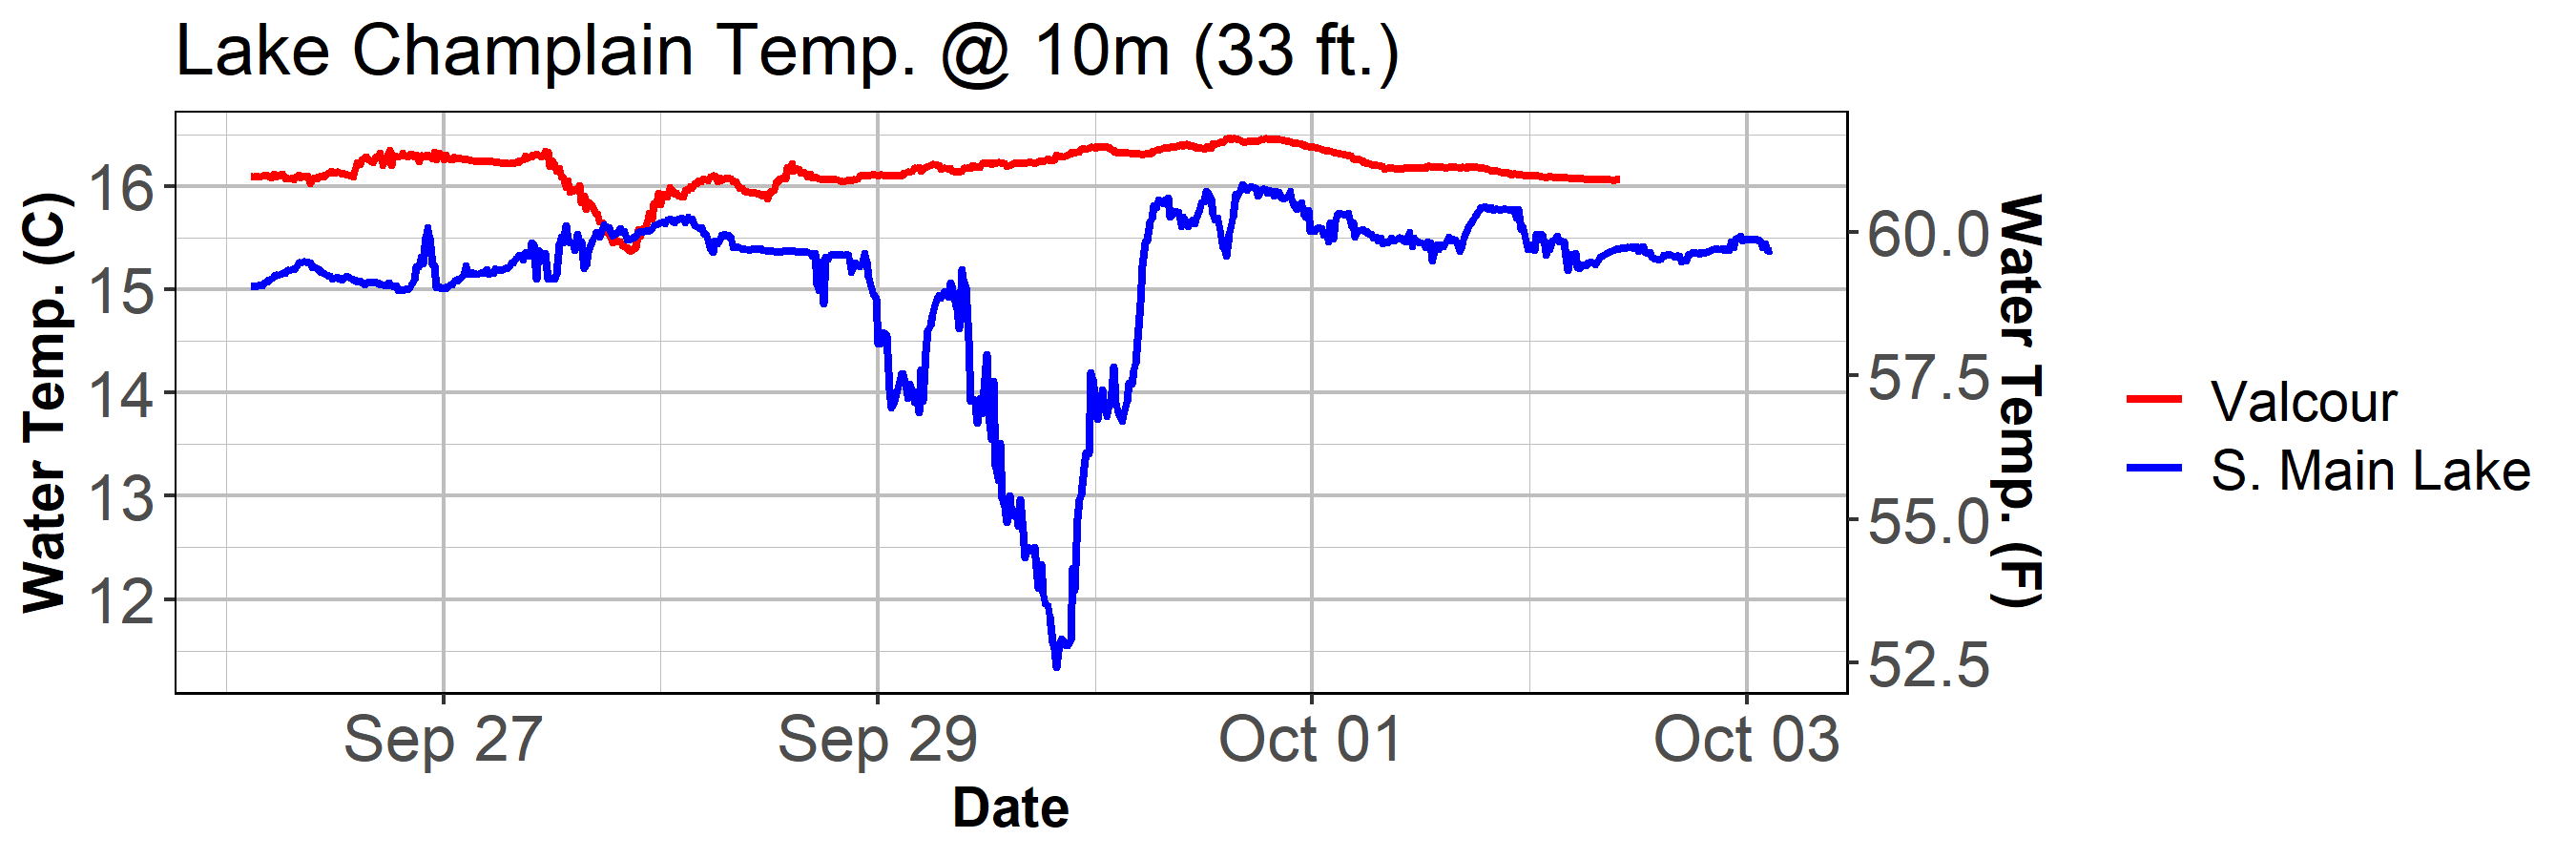 Lake Champlain Temp. @ 10m (33 ft.)
Water Temp. (C)
16
15
14
13
12
60.0
57.5
55.0
52.5
Water Temp. (F)
Sep 27
Sep 29
Oct 01
Oct 03
Date
Valcour
S. Main Lake